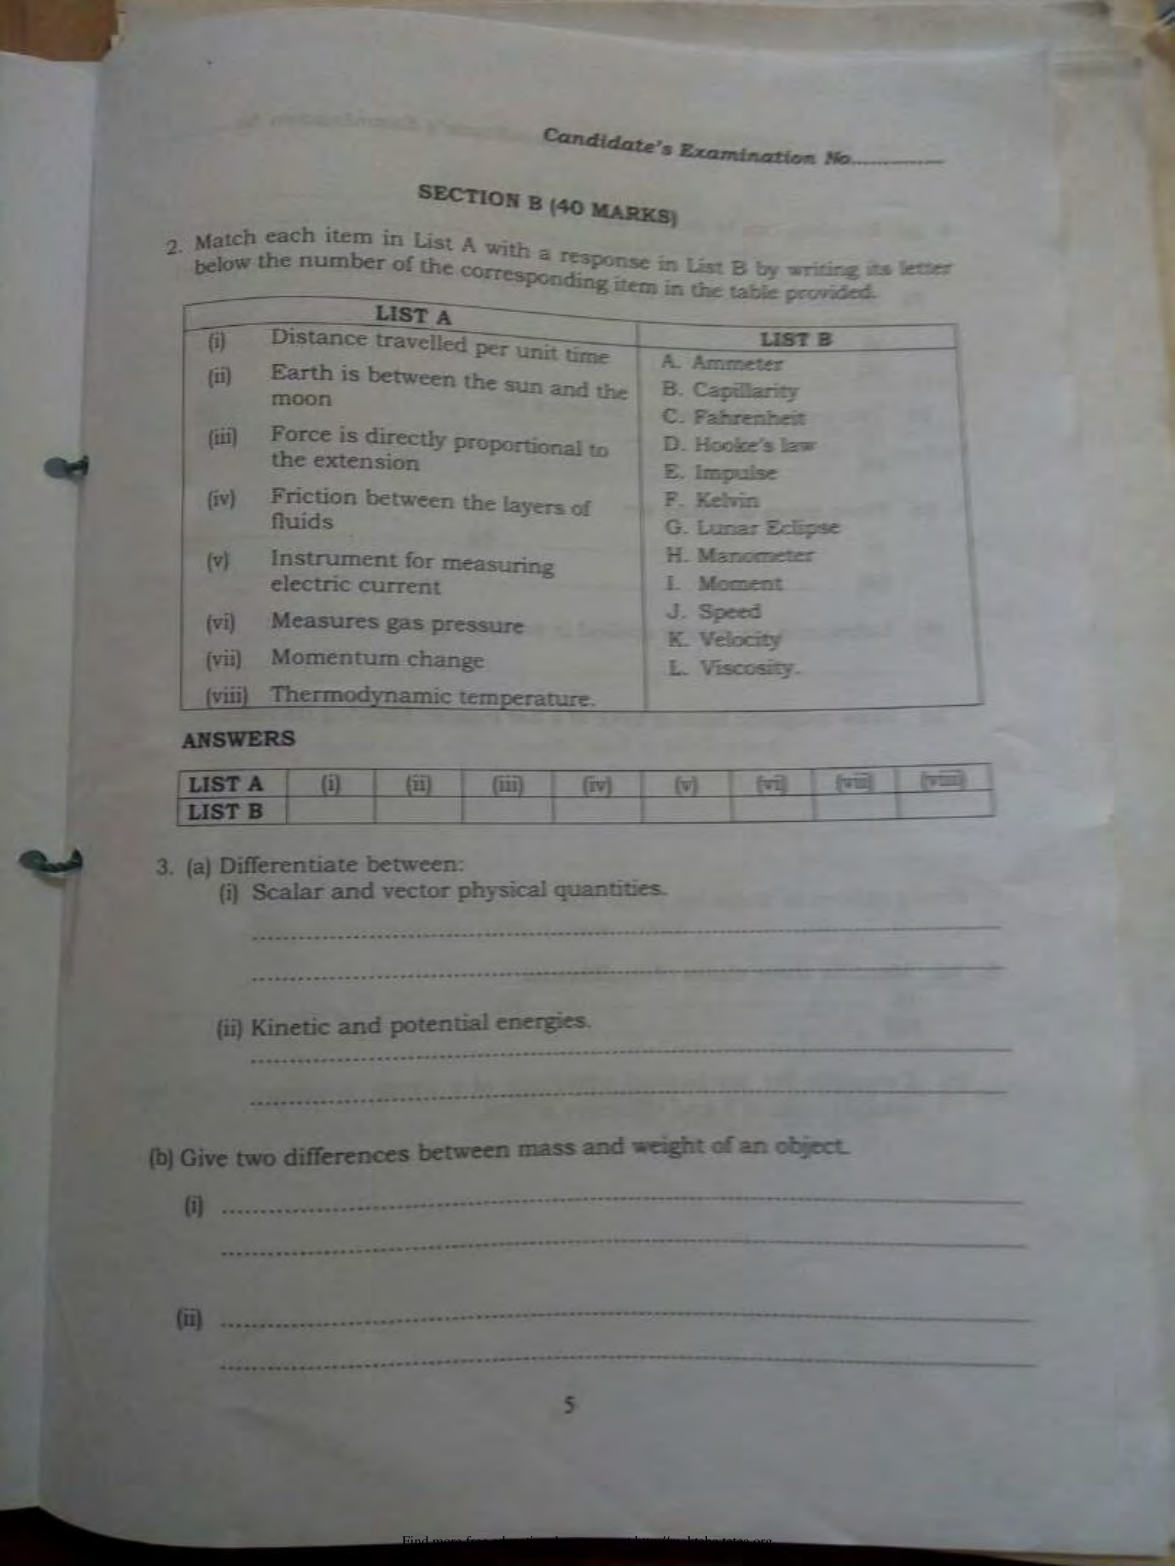 Candidate's Examination No..............
SECTION B (40 MARKS)
2. Match each item in List A with a response in List B by writing its letter
below the number of the corresponding item in the table provided.
LIST A
LIST B
(i) Distance travelled per unit time
(ii) Earth is between the sun and the
moon
(iii) Force is directly proportional to
the extension
(iv) Friction between the layers of
fluids
(v) Instrument for measuring
electric current
(vi) Measures gas pressure
(vii) Momentum change
(viii) Thermodynamic temperature.
A. Ammeter
B. Capillarity
C. Fahrenheit
D. Hooke's law
E. Impulse
F. Kelvin
G. Lunar Eclipse
H. Manometer
I. Moment
J. Speed
K. Velocity
L. Viscosity.
ANSWERS
LIST A (i) (ii) (iii) (iv) (v) (vi) (vii) (viii)
LIST B
3. (a) Differentiate between:
(i) Scalar and vector physical quantities.
(ii) Kinetic and potential energies.
(b) Give two differences between mass and weight of an object.
(i)
(ii)
5
Find more free